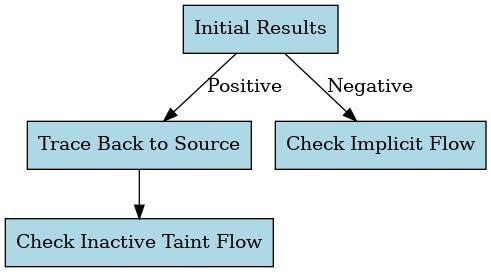 Initial Results
Positive
Negative
Trace Back to Source
Check Implicit Flow
Check Inactive Taint Flow